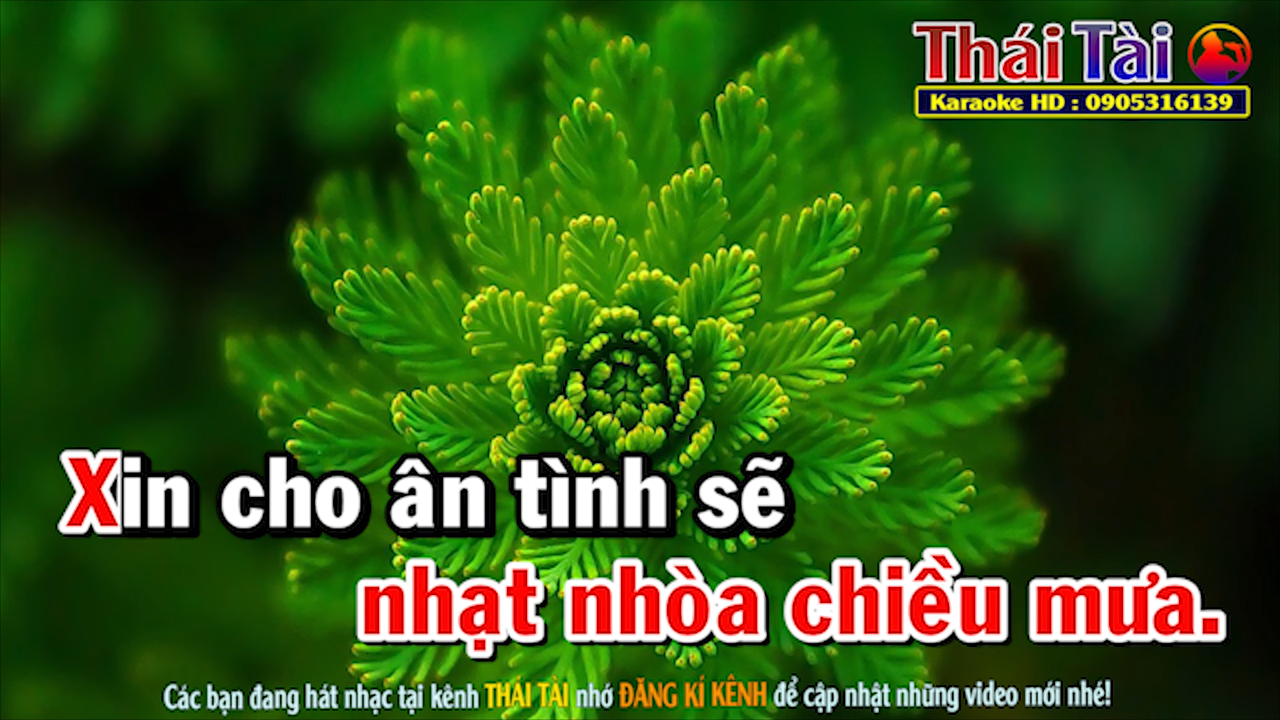 Thái Tài
Karaoke HD : 0905316139
Xin cho ân tình sẽ
nhạt nhòa chiều mưa.
Các bạn đang hát nhạc tại kênh THÁI TÀI nhớ ĐĂNG KÍ KÊNH để cập nhật những video mới nhé!